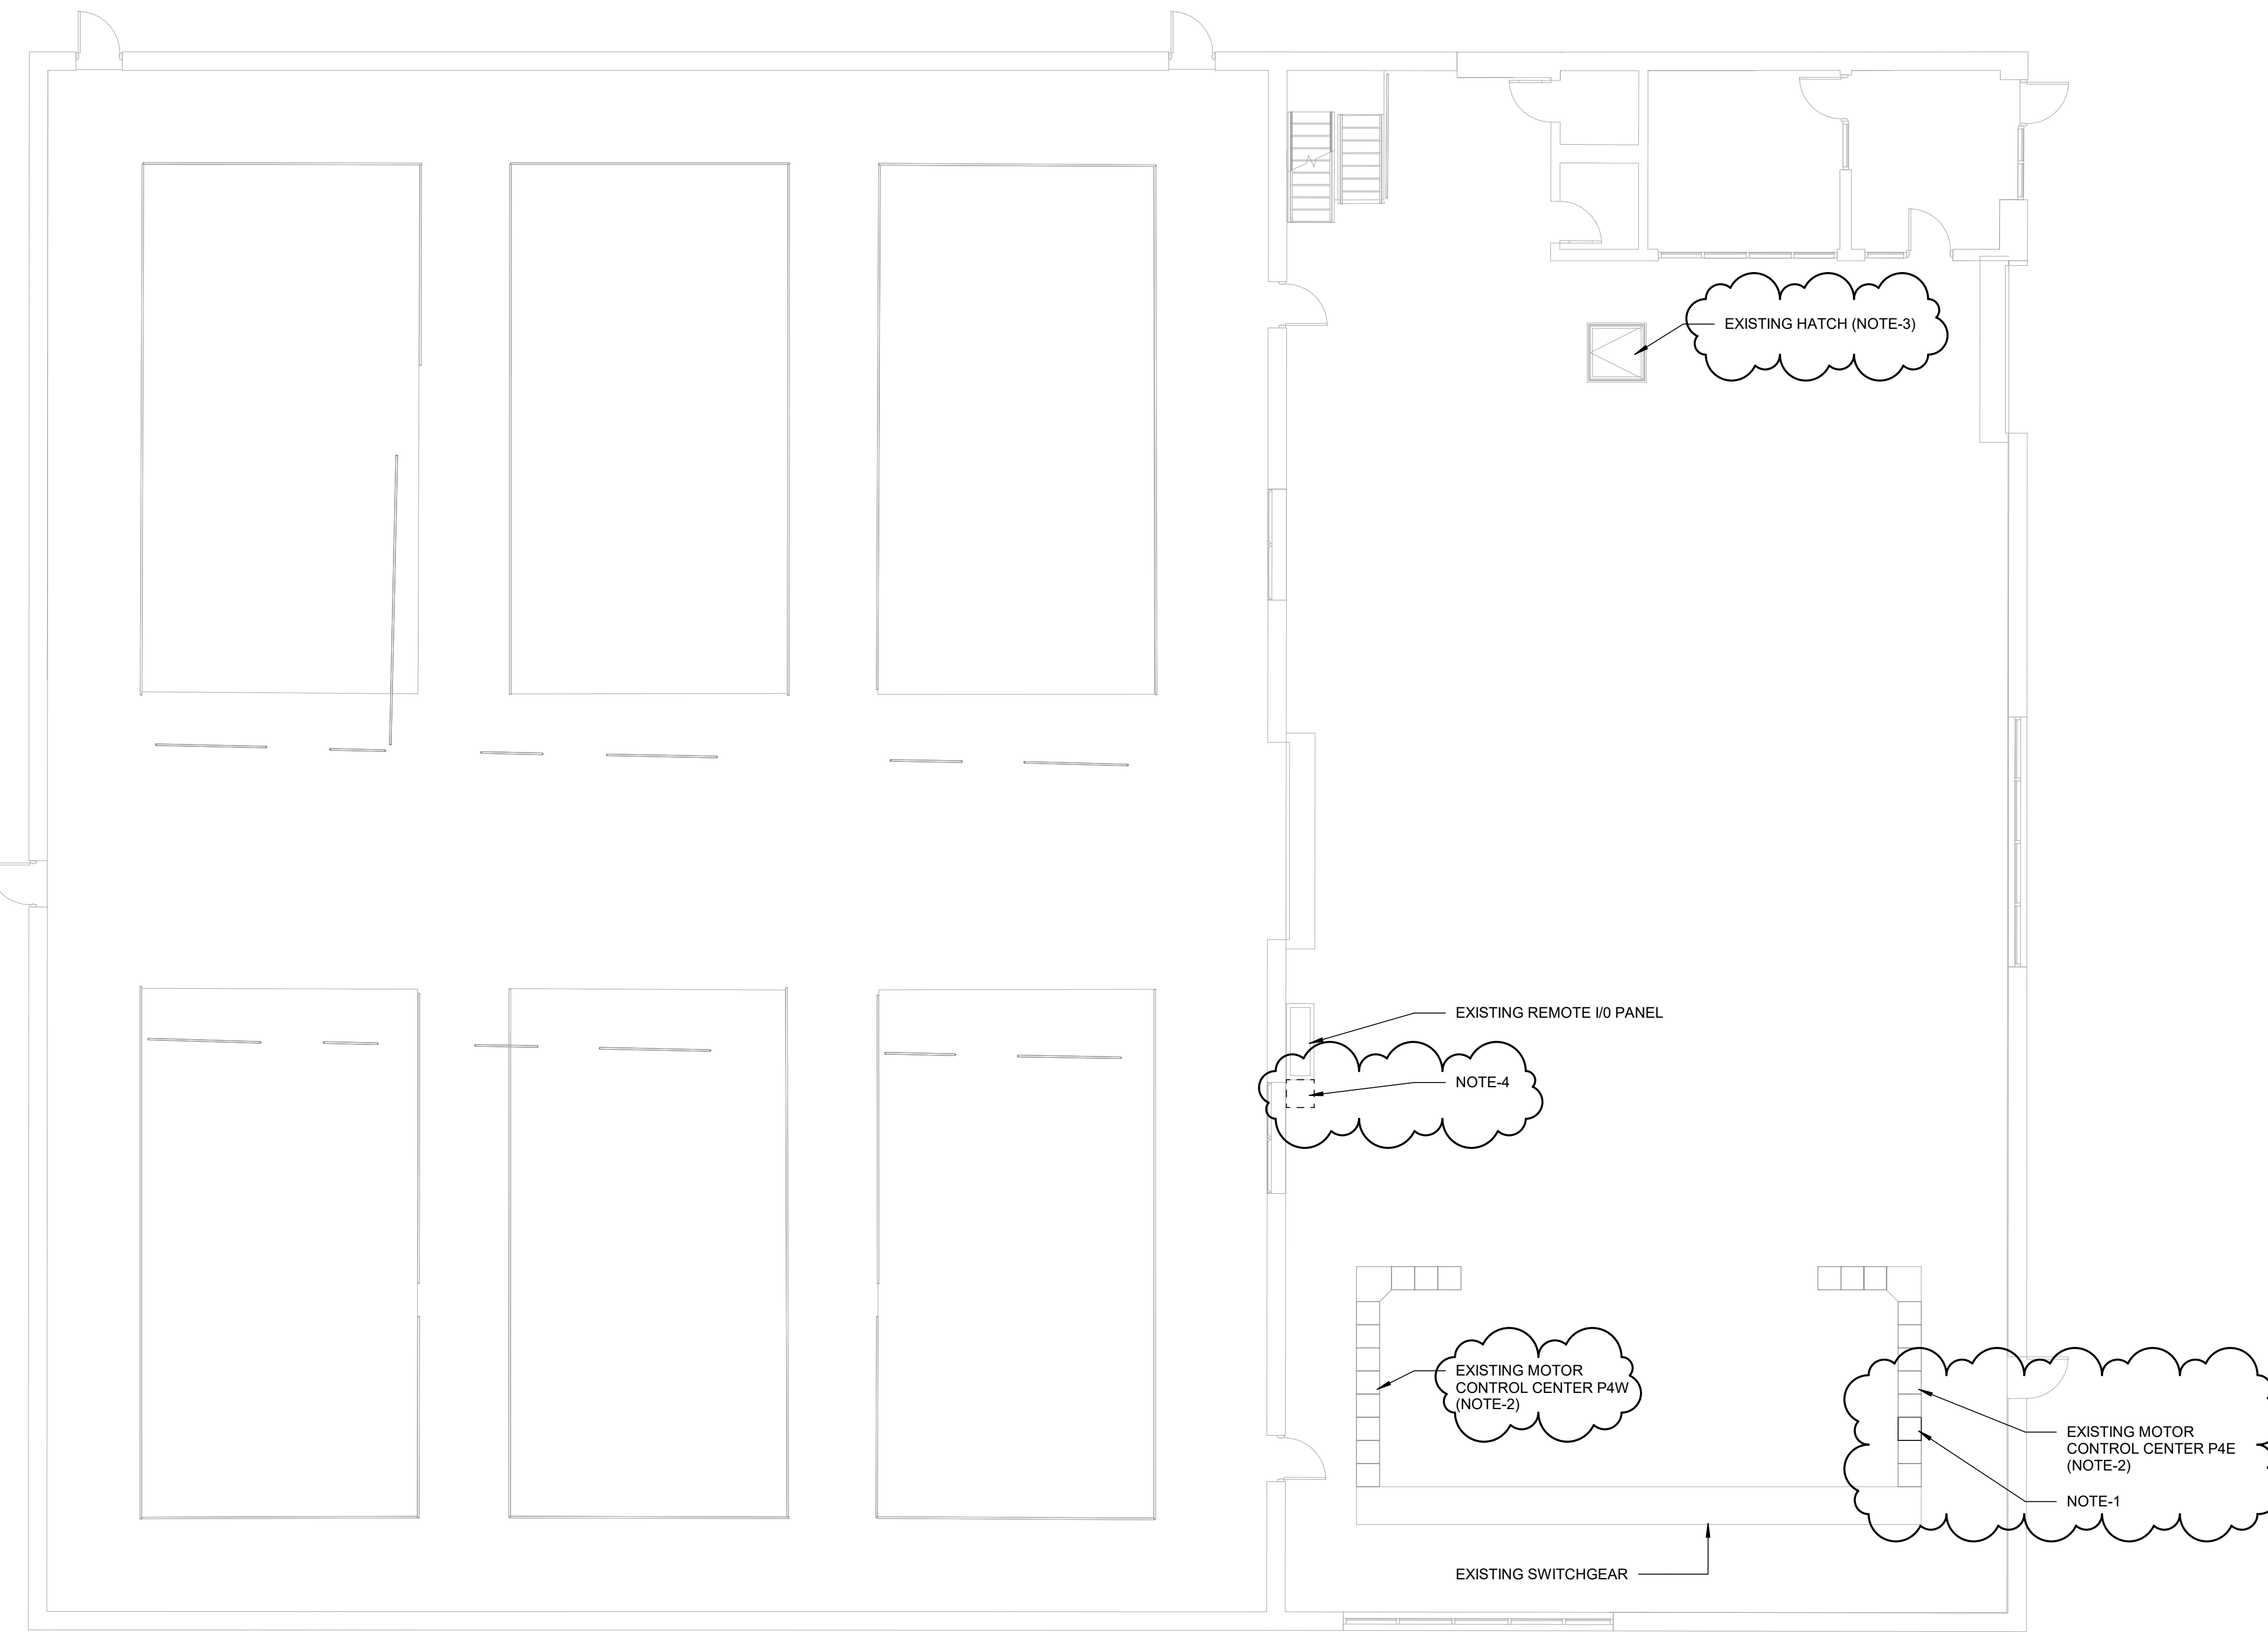 EXISTING HATCH (NOTE-3)
EXISTING REMOTE I/0 PANEL
NOTE-4
EXISTING MOTOR
CONTROL CENTER P4W
(NOTE-2)
EXISTING MOTOR
CONTROL CENTER P4E
(NOTE-2)
NOTE-1
EXISTING SWITCHGEAR